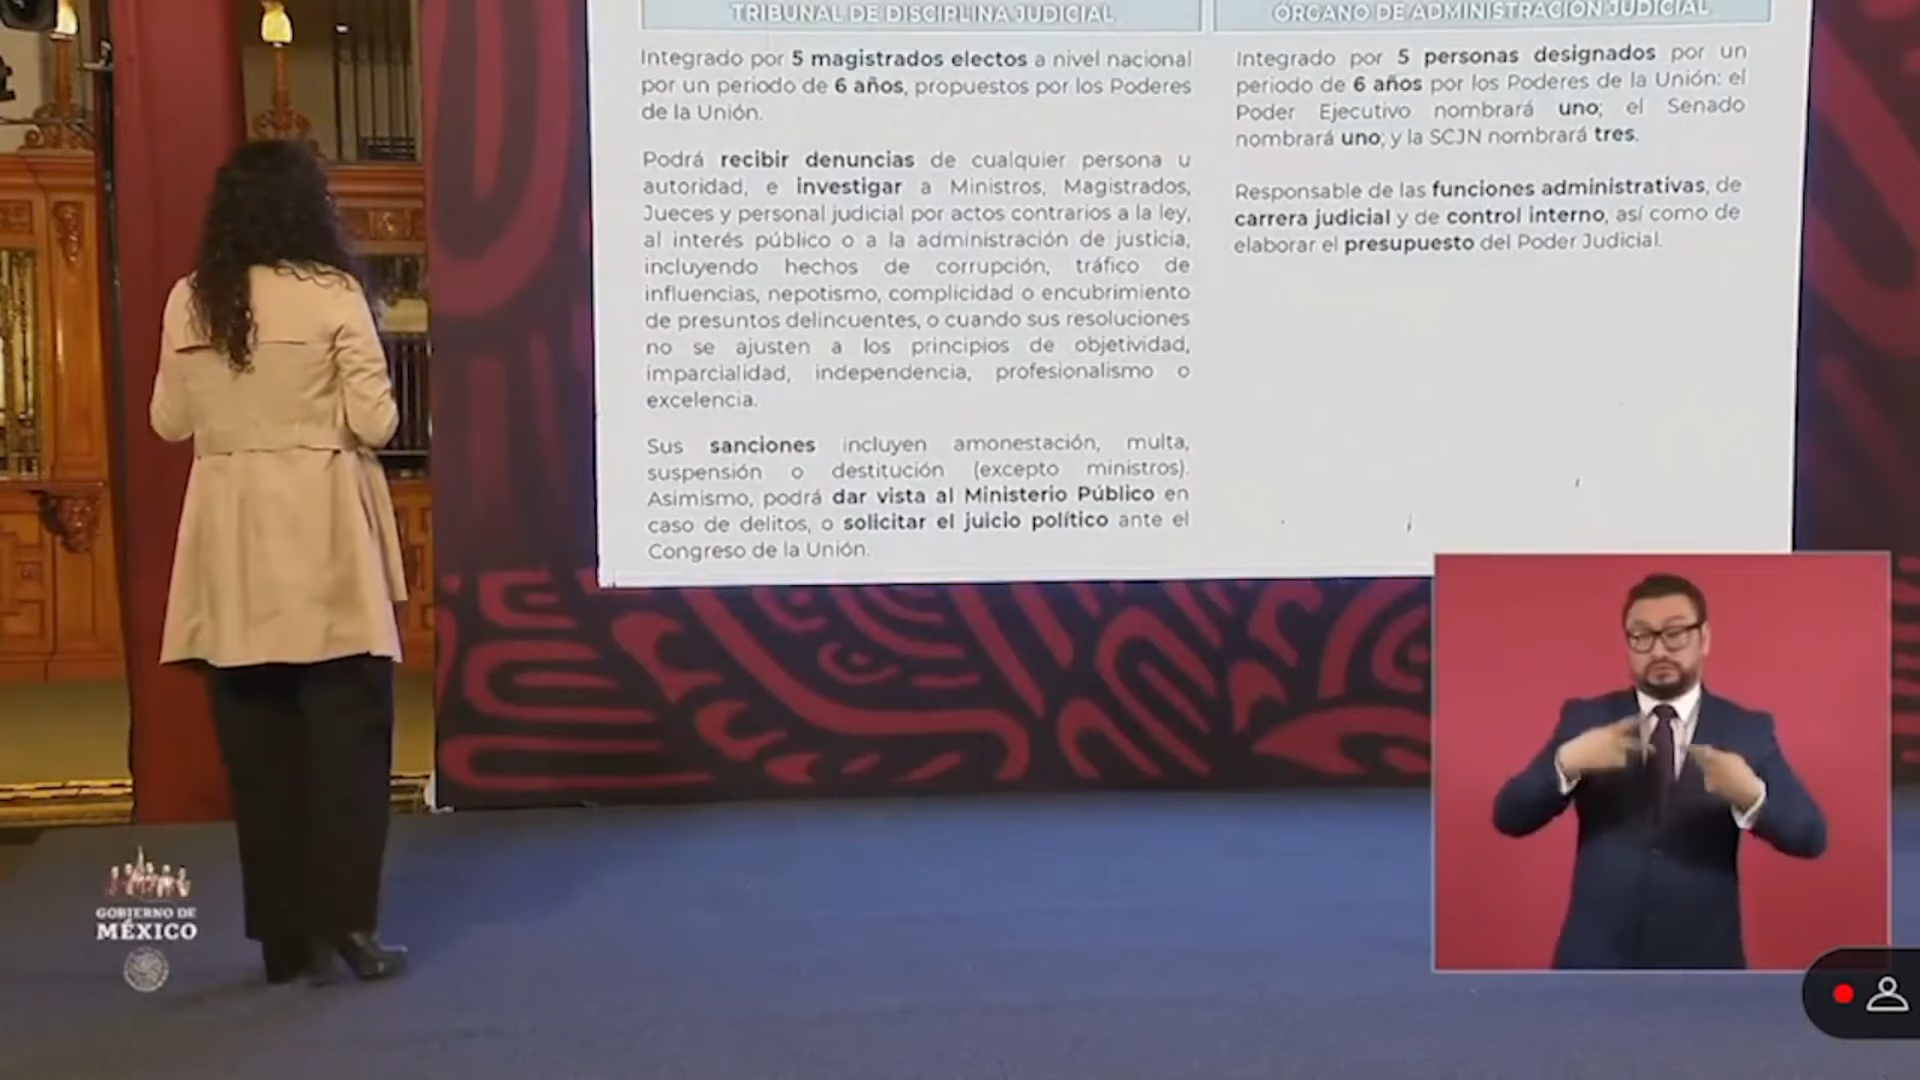 TRIBUNAL DE DISCIPLINA JUDICIAL
Integrado por 5 magistrados electos a nivel nacional
por un periodo de 6 años, propuestos por los Poderes
de la Unión.
Podrá recibir denuncias de cualquier persona u
autoridad, e investigar a Ministros, Magistrados,
Jueces y personal judicial por actos contrarios a la ley,
al interés público o a la administración de justicia,
incluyendo hechos de corrupción, tráfico de
influencias, nepotismo, complicidad o encubrimiento
de presuntos delincuentes, o cuando sus resoluciones
no se ajusten a los principios de objetividad,
imparcialidad, independencia, profesionalismo o
excelencia.
Sus sanciones incluyen amonestación, multa,
suspensión o destitución (excepto ministros).
Asimismo, podrá dar vista al Ministerio Público en
caso de delitos, o solicitar el juicio político ante el
Congreso de la Unión.
ÓRGANO DE ADMINISTRACIÓN JUDICIAL
Integrado por 5 personas designados por un
periodo de 6 años por los Poderes de la Unión: el
Poder Ejecutivo nombrará uno; el Senado
nombrará uno; y la SCJN nombrará tres.
Responsable de las funciones administrativas, de
carrera judicial y de control interno, así como de
elaborar el presupuesto del Poder Judicial.
GOBIERNO DE
MÉXICO